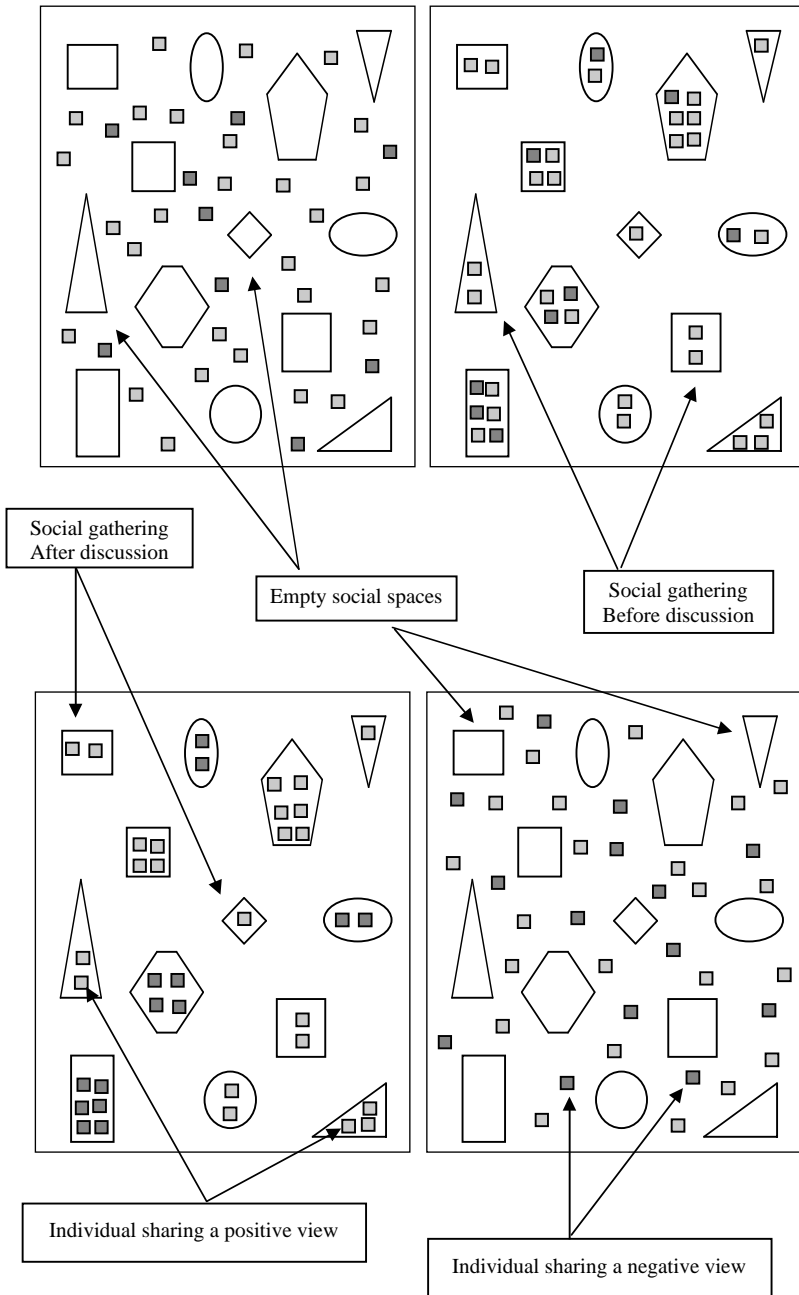 Social gathering
After discussion
Empty social spaces
Social gathering
Before discussion
Individual sharing a positive view
Individual sharing a negative view